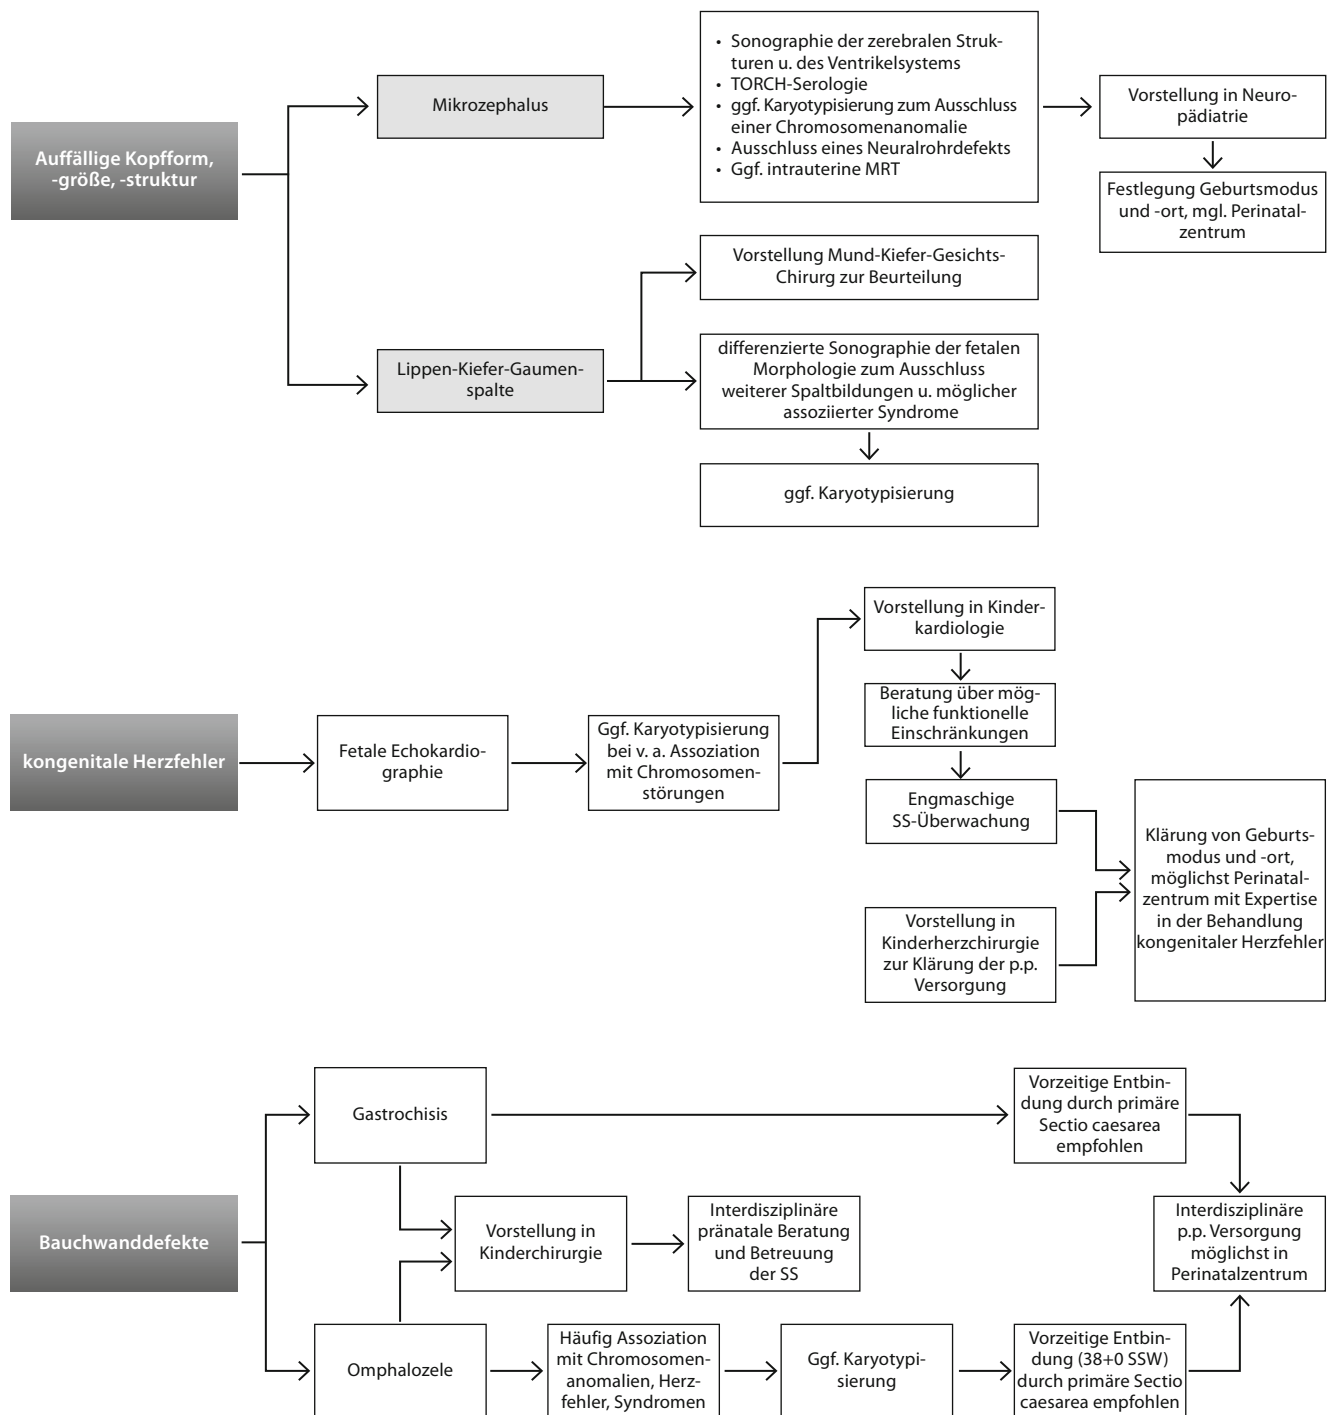 Auffällige Kopfform,
-größe, -struktur
Mikrozephalus
• Sonographie der zerebralen Struk-
turen u. des Ventrikelsystems
• TORCH-Serologie
• ggf. Karyotypisierung zum Ausschluss
einer Chromosomenanomalie
• Ausschluss eines Neuralrohrdefekts
• Ggf. intrauterine MRT
Vorstellung in Neuro-
pädiatrie
Festlegung Geburtsmodus
und -ort, mgl. Perinatal-
zentrum
Lippen-Kiefer-Gaumen-
spalte
Vorstellung Mund-Kiefer-Gesichts-
Chirurg zur Beurteilung
differenzierte Sonographie der fetalen
Morphologie zum Ausschluss
weiterer Spaltbildungen u. möglicher
assoziierter Syndrome
ggf. Karyotypisierung
kongenitale Herzfehler
Fetale Echokardio-
graphie
Ggf. Karyotypisierung
bei v. a. Assoziation
mit Chromosomen-
störungen
Vorstellung in Kinder-
kardiologie
Beratung über mög-
liche funktionelle
Einschränkungen
Engmaschige
SS-Überwachung
Vorstellung in
Kinderherzchirurgie
zur Klärung der p.p.
Versorgung
Klärung von Geburts-
modus und -ort,
möglichst Perinatal-
zentrum mit Expertise
in der Behandlung
kongenitaler Herzfehler
Bauchwanddefekte
Gastrochisis
Vorzeitige Entbin-
dung durch primäre
Sectio caesarea
empfohlen
Vorstellung in
Kinderchirurgie
Interdisziplinäre
pränatale Beratung
und Betreuung
der SS
Interdisziplinäre
p.p. Versorgung
möglichst in
Perinatalzentrum
Omphalozele
Häufig Assoziation
mit Chromosomen-
anomalien, Herz-
fehler, Syndromen
Ggf. Karyotypi-
sierung
Vorzeitige Entbin-
dung (38+0 SSW)
durch primäre Sectio
caesarea empfohlen